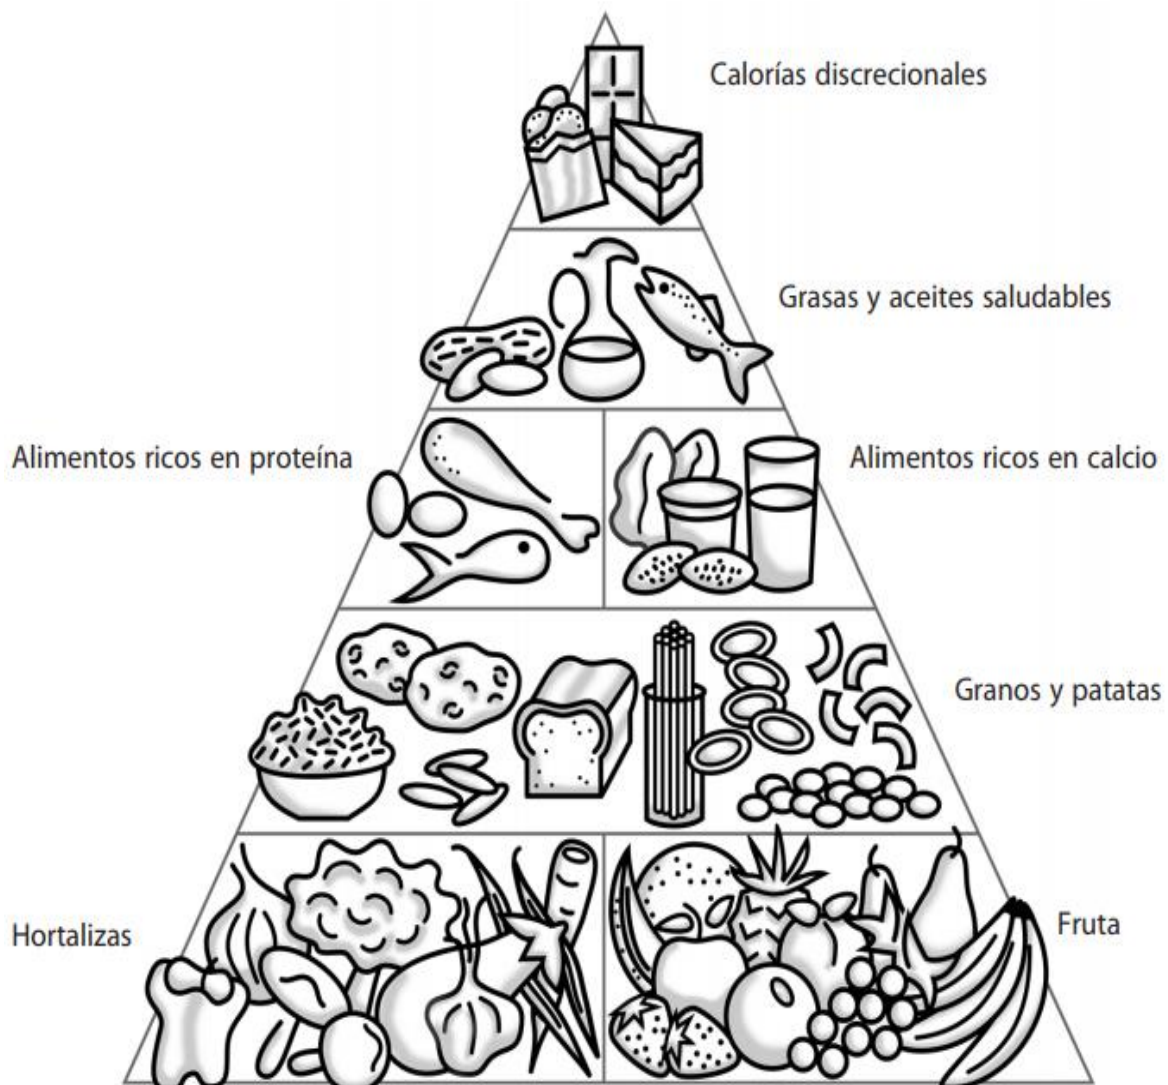 Calorías discrecionales
Grasas y aceites saludables
Alimentos ricos en proteína
Alimentos ricos en calcio
Granos y patatas
Hortalizas
Fruta